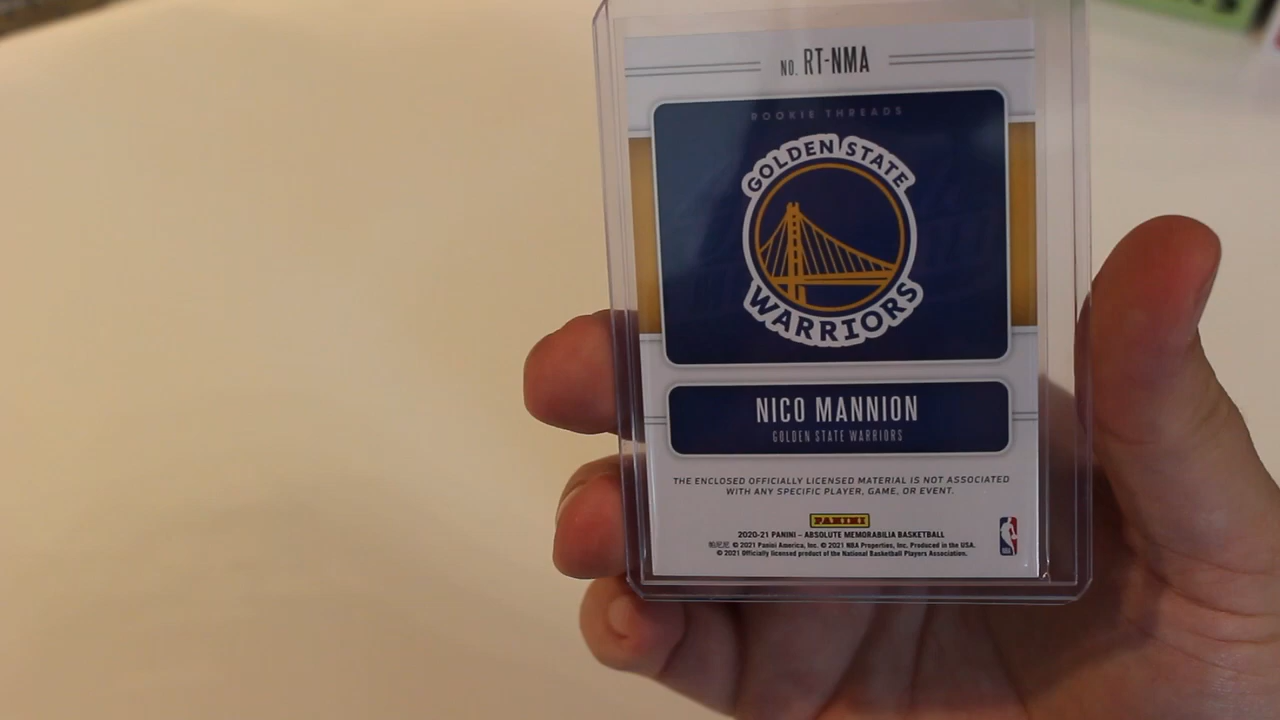 NO. RT-NMA
ROOKIE THREADS
GOLDEN STATE
WARRIORS
NICO MANNION
GOLDEN STATE WARRIORS
THE ENCLOSED OFFICIALLY LICENSED MATERIAL IS NOT ASSOCIATED
WITH ANY SPECIFIC PLAYER, GAME, OR EVENT.
PANINI
2020-21 PANINI – ABSOLUTE MEMORABILIA BASKETBALL
© 2021 Panini America, Inc. © 2021 NBA Properties, Inc. Produced in the USA.
© 2021 Officially licensed product of the National Basketball Players Association.